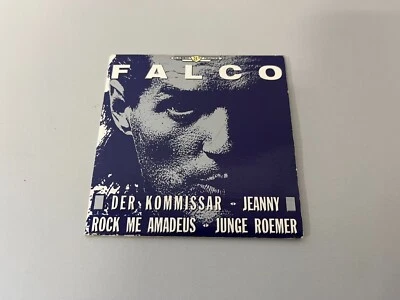 FALCO
DER KOMMISSAR - JEANNY
ROCK ME AMADEUS - JUNGE ROEMER